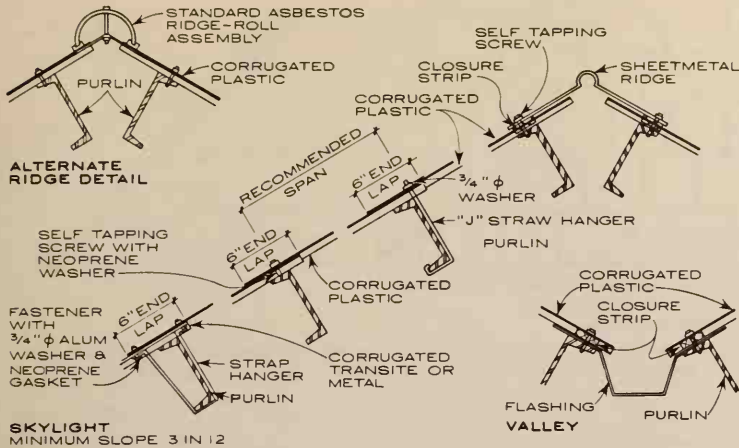 STANDARD ASBESTOS
RIDGE-ROLL
ASSEMBLY
PURLIN
CORRUGATED
PLASTIC
ALTERNATE
RIDGE DETAIL
SELF TAPPING
SCREW
CLOSURE
STRIP
SHEETMETAL
RIDGE
CORRUGATED
PLASTIC
RECOMMENDED
SPAN
6" END
LAP
3/4" φ
WASHER
"J" STRAW HANGER
PURLIN
SELF TAPPING
SCREW WITH
NEOPRENE
WASHER
6" END
LAP
CORRUGATED
PLASTIC
FASTENER
WITH
3/4" φ ALUM
WASHER &
NEOPRENE
GASKET
6" END
LAP
STRAP
HANGER
PURLIN
CORRUGATED
TRANSITE OR
METAL
SKYLIGHT
MINIMUM SLOPE 3 IN 12
CORRUGATED
PLASTIC
CLOSURE
STRIP
FLASHING
PURLIN
VALLEY